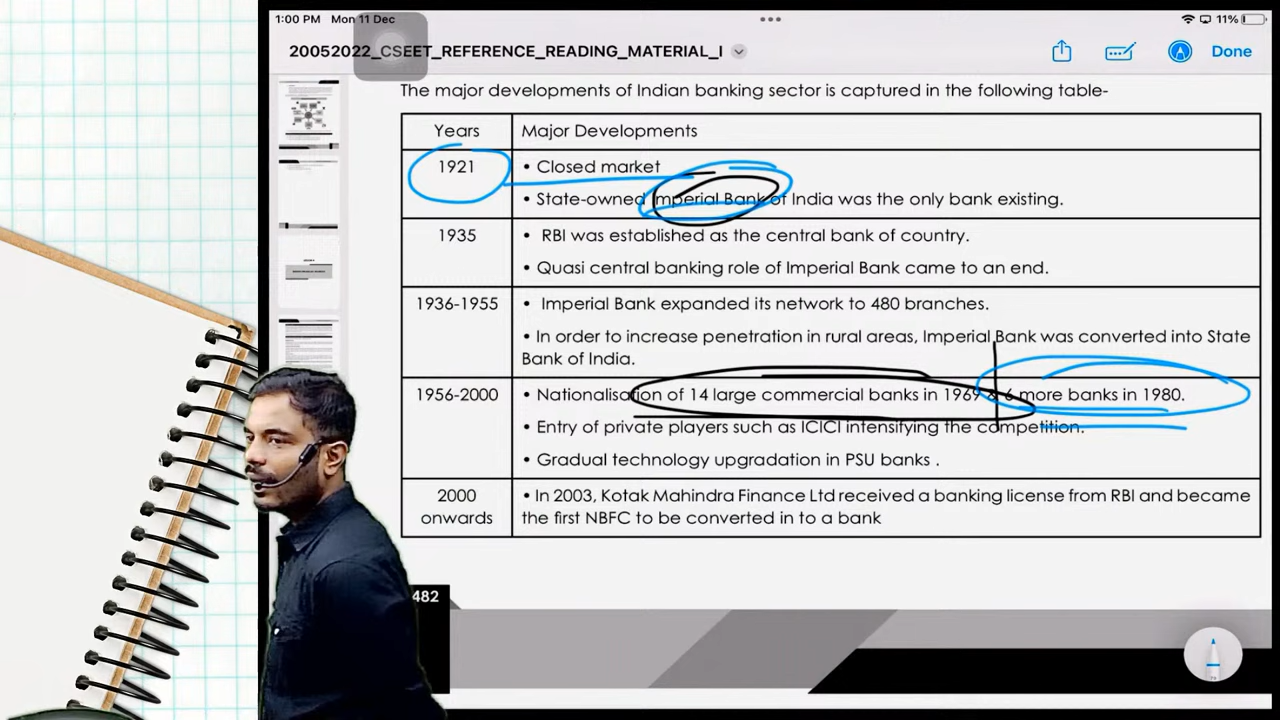 1:00 PM Mon 11 Dec
11%
20052022_CSEET_REFERENCE_READING_MATERIAL_I
Done
The major developments of Indian banking sector is captured in the following table-
Years Major Developments
1921 • Closed market
• State-owned Imperial Bank of India was the only bank existing.
1935 • RBI was established as the central bank of country.
• Quasi central banking role of Imperial Bank came to an end.
1936-1955 • Imperial Bank expanded its network to 480 branches.
• In order to increase penetration in rural areas, Imperial Bank was converted into State
Bank of India.
1956-2000 • Nationalisation of 14 large commercial banks in 1969 & 6 more banks in 1980.
• Entry of private players such as ICICI intensifying the competition.
• Gradual technology upgradation in PSU banks .
2000 • In 2003, Kotak Mahindra Finance Ltd received a banking license from RBI and became
onwards the first NBFC to be converted in to a bank
482